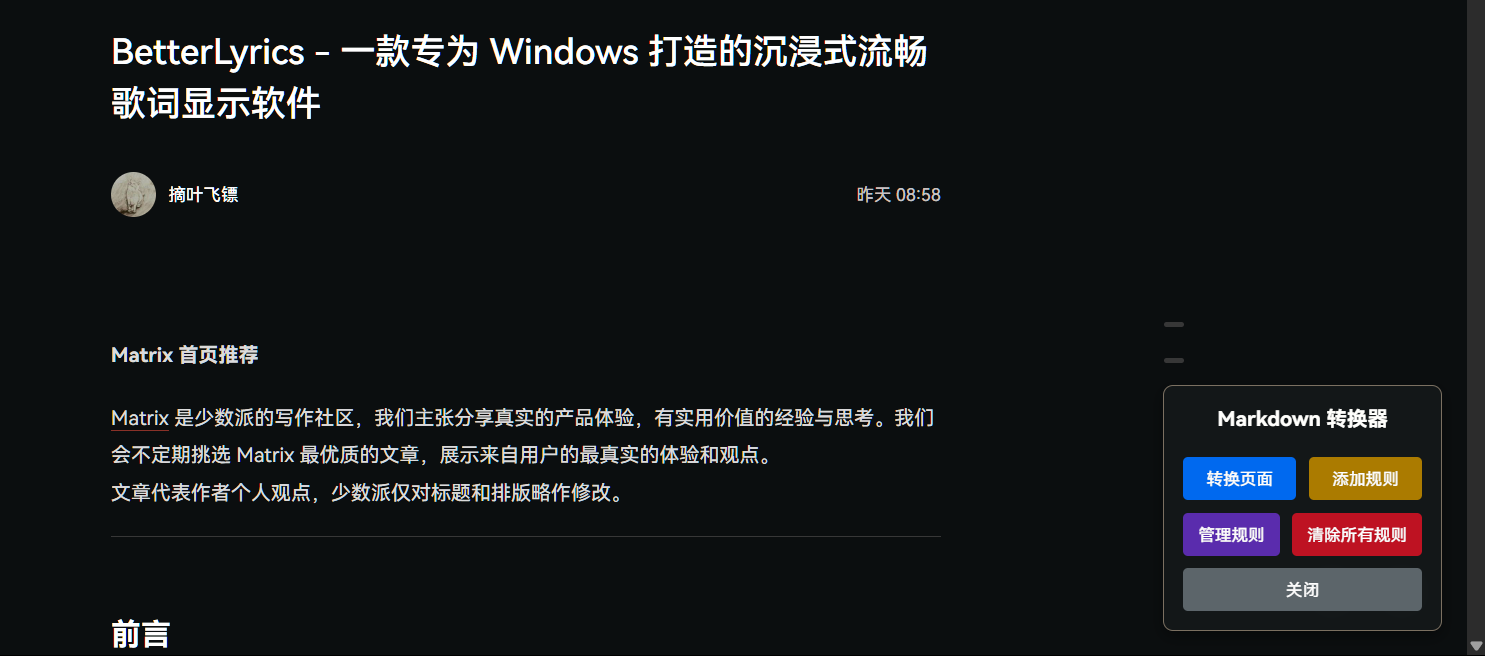 BetterLyrics - 一款专为 Windows 打造的沉浸式流畅
歌词显示软件
摘叶飞镖
昨天 08:58
Matrix 首页推荐
Matrix 是少数派的写作社区，我们主张分享真实的产品体验，有实用价值的经验与思考。我们
会不定期挑选 Matrix 最优质的文章，展示来自用户的最真实的体验和观点。
文章代表作者个人观点，少数派仅对标题和排版略作修改。
前言
Markdown 转换器
转换页面
添加规则
管理规则
清除所有规则
关闭